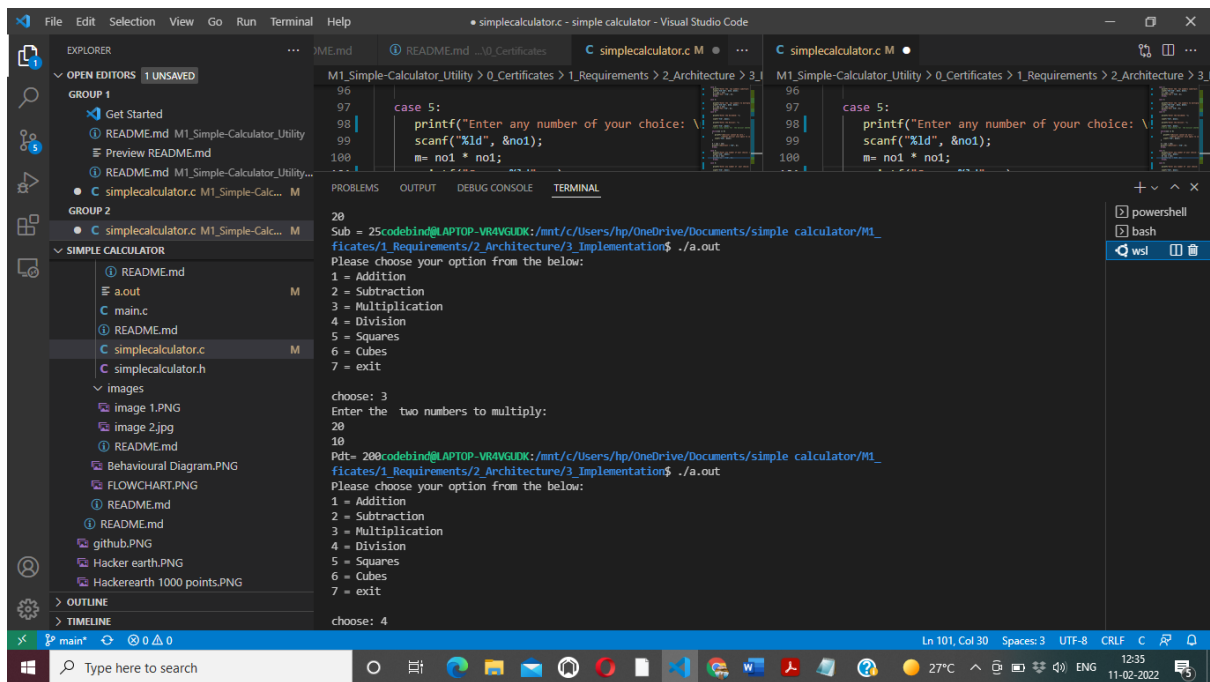 File Edit Selection View Go Run Terminal Help
● simplecalculator.c - simple calculator - Visual Studio Code
EXPLORER
OPEN EDITORS 1 UNSAVED
GROUP 1
Get Started
README.md M1_Simple-Calculator_Utility
Preview README.md
README.md M1_Simple-Calculator_Utility...
● C simplecalculator.c M1_Simple-Calc... M
GROUP 2
● C simplecalculator.c M1_Simple-Calc... M
SIMPLE CALCULATOR
README.md
a.out M
C main.c
README.md
C simplecalculator.c M
C simplecalculator.h
images
image 1.PNG
image 2.jpg
README.md
Behavioural Diagram.PNG
FLOWCHART.PNG
README.md
README.md
github.PNG
Hacker earth.PNG
Hackerearth 1000 points.PNG
OUTLINE
TIMELINE
OME.md README.md ...\0_Certificates C simplecalculator.c M ● ...
M1_Simple-Calculator_Utility > 0_Certificates > 1_Requirements > 2_Architecture > 3_I
96
97 case 5:
98 printf("Enter any number of your choice: \
99 scanf("%ld", &no1);
100 m= no1 * no1;
C simplecalculator.c M ●
M1_Simple-Calculator_Utility > 0_Certificates > 1_Requirements > 2_Architecture > 3_
96
97 case 5:
98 printf("Enter any number of your choice: \
99 scanf("%ld", &no1);
100 m= no1 * no1;
PROBLEMS OUTPUT DEBUG CONSOLE TERMINAL
20
Sub = 25codebind@LAPTOP-VR4VGUDK:/mnt/c/Users/hp/OneDrive/Documents/simple calculator/M1_
ficates/1_Requirements/2_Architecture/3_Implementation$ ./a.out
Please choose your option from the below:
1 = Addition
2 = Subtraction
3 = Multiplication
4 = Division
5 = Squares
6 = Cubes
7 = exit
choose: 3
Enter the  two numbers to multiply:
20
10
Pdt= 200codebind@LAPTOP-VR4VGUDK:/mnt/c/Users/hp/OneDrive/Documents/simple calculator/M1_
ficates/1_Requirements/2_Architecture/3_Implementation$ ./a.out
Please choose your option from the below:
1 = Addition
2 = Subtraction
3 = Multiplication
4 = Division
5 = Squares
6 = Cubes
7 = exit
choose: 4
powershell
bash
wsl
main* 0 0
Ln 101, Col 30 Spaces: 3 UTF-8 CRLF C
Type here to search
27°C ENG 12:35
11-02-2022